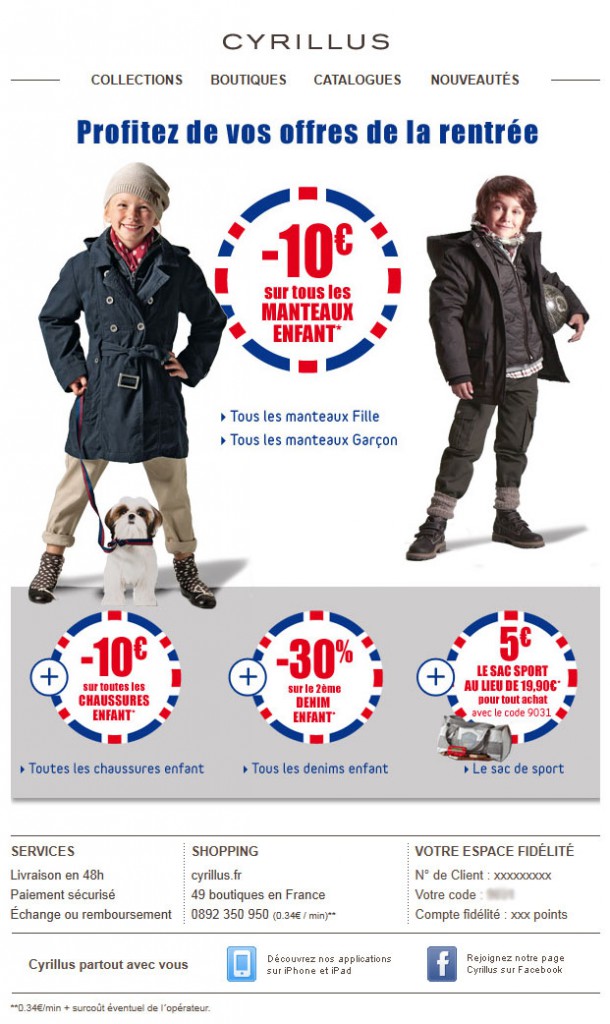 CYRILLUS
COLLECTIONS BOUTIQUES CATALOGUES NOUVEAUTÉS
Profitez de vos offres de la rentrée
-10€
sur tous les
MANTEAUX
ENFANT*
Tous les manteaux Fille
Tous les manteaux Garçon
+
-10€
sur toutes les
CHAUSSURES
ENFANT*
Toutes les chaussures enfant
+
-30%
sur le 2ème
DENIM
ENFANT*
Tous les denims enfant
+
5€
LE SAC SPORT
AU LIEU DE 19,90€*
pour tout achat
avec le code 9031
Le sac de sport
SERVICES
Livraison en 48h
Paiement sécurisé
Échange ou remboursement
SHOPPING
cyrillus.fr
49 boutiques en France
0892 350 950 (0.34€ / min)**
VOTRE ESPACE FIDÉLITÉ
N° de Client : xxxxxxxxx
Votre code :
Compte fidélité : xxx points
Cyrillus partout avec vous
Découvrez nos applications
sur iPhone et iPad
f
Rejoignez notre page
Cyrillus sur Facebook
**0.34€/min + surcoût éventuel de l'opérateur.